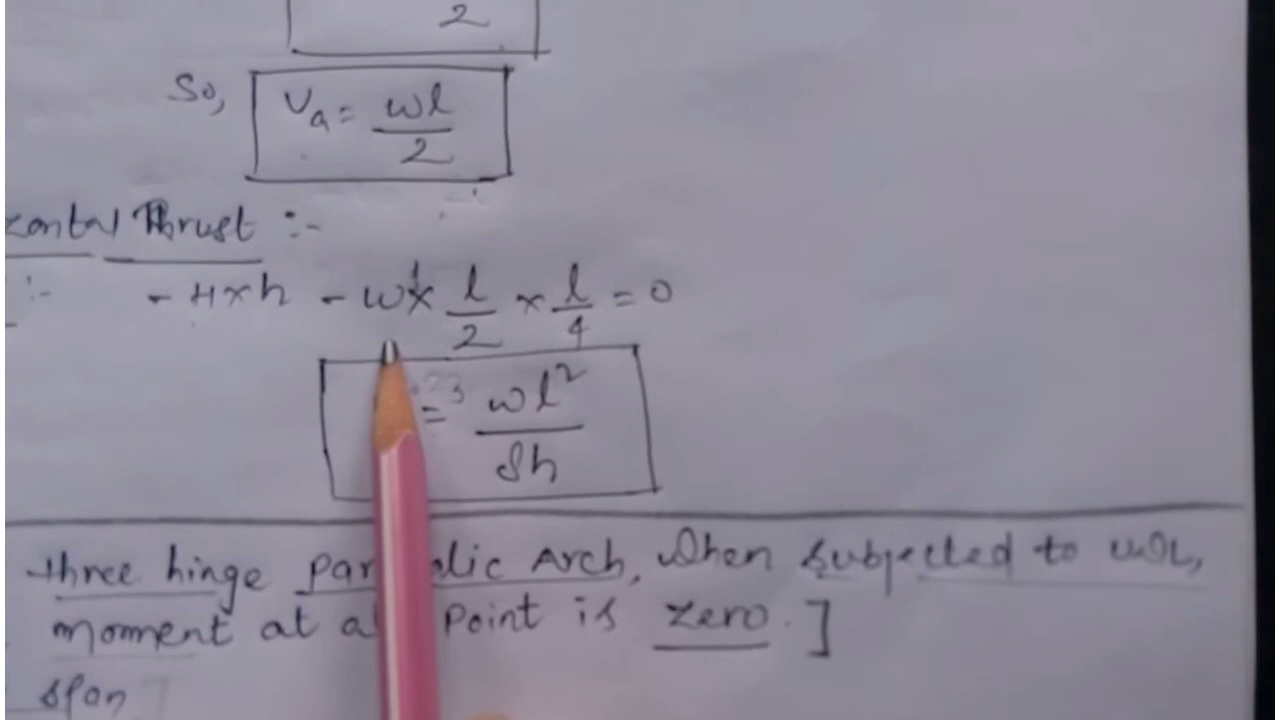 2
So, Va = wl/2
zontal Thrust :-
:- - H×h - w× l/2 × l/4 = 0
= wl²/8h
three hinge Par olic Arch, when subjected to UDL,
moment at a Point is zero. ]
span